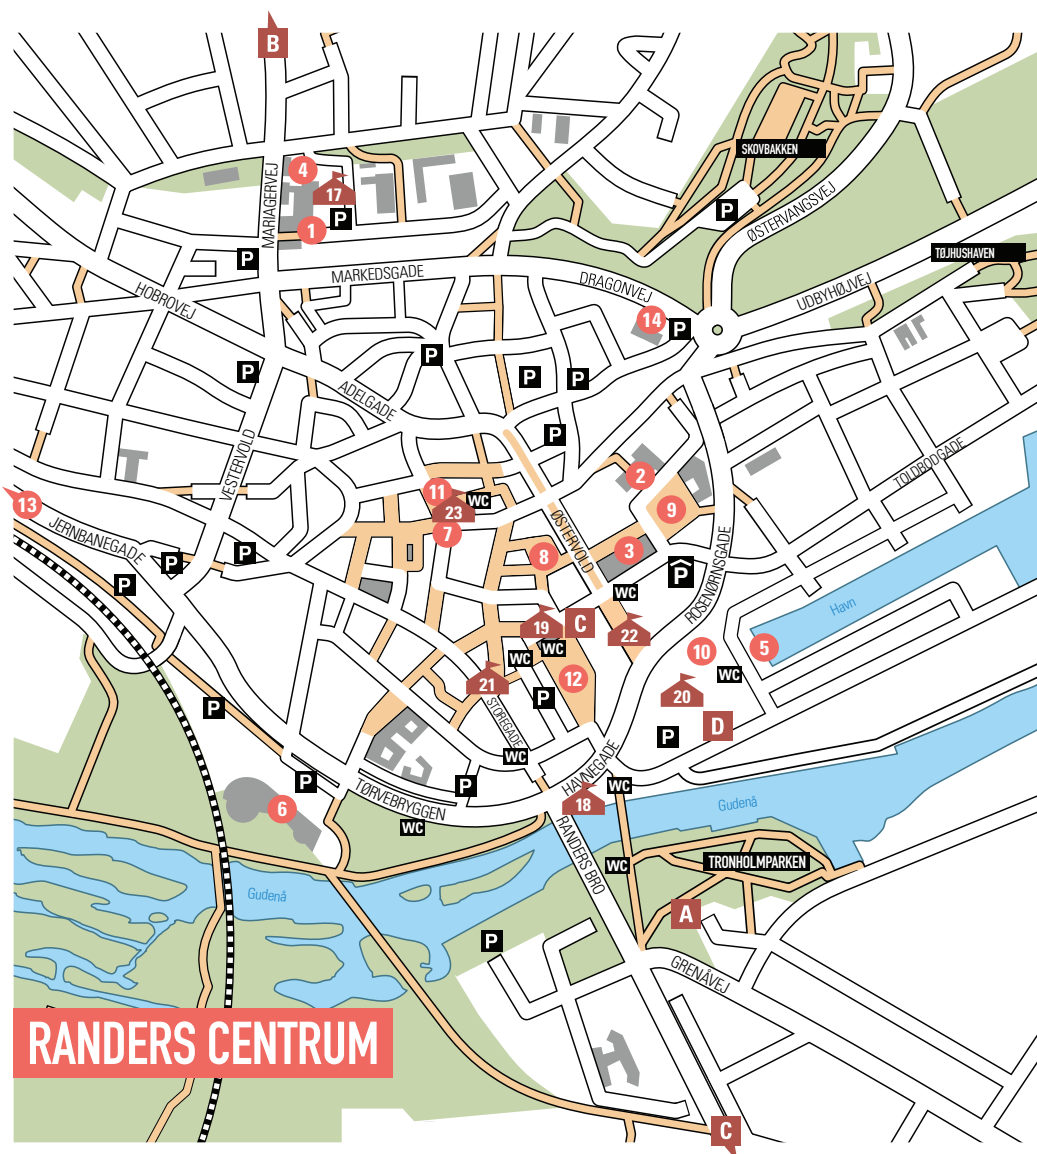 B
SKOVBAKKEN
4
17
MARIAGERVEJ
P
P
1
ØSTERVANGSVEJ
P
TØJHUSHAVEN
MARKEDSGADE
DRAGONVEJ
HOBROVEJ
UDBYHØJVEJ
14
P
P
P
P
P
ADELGADE
P
VESTERVOLD
TOLDBODGADE
2
11
WC
13
23
9
ØSTERVOLD
7
JERNBANEGADE
8
3
P
P
P
P
ROSENØRNSGADE
WC
Havn
19
C
22
WC
10
5
WC
21
12
WC
20
P
STOREGADE
P
D
P
WC
HAVNEGADE
P
P
WC
TØRVEBRYGGEN
6
18
Gudenå
WC
RANDERS BRO
WC
TRONHOLMPARKEN
Gudenå
A
P
GRENÅVEJ
RANDERS CENTRUM
C